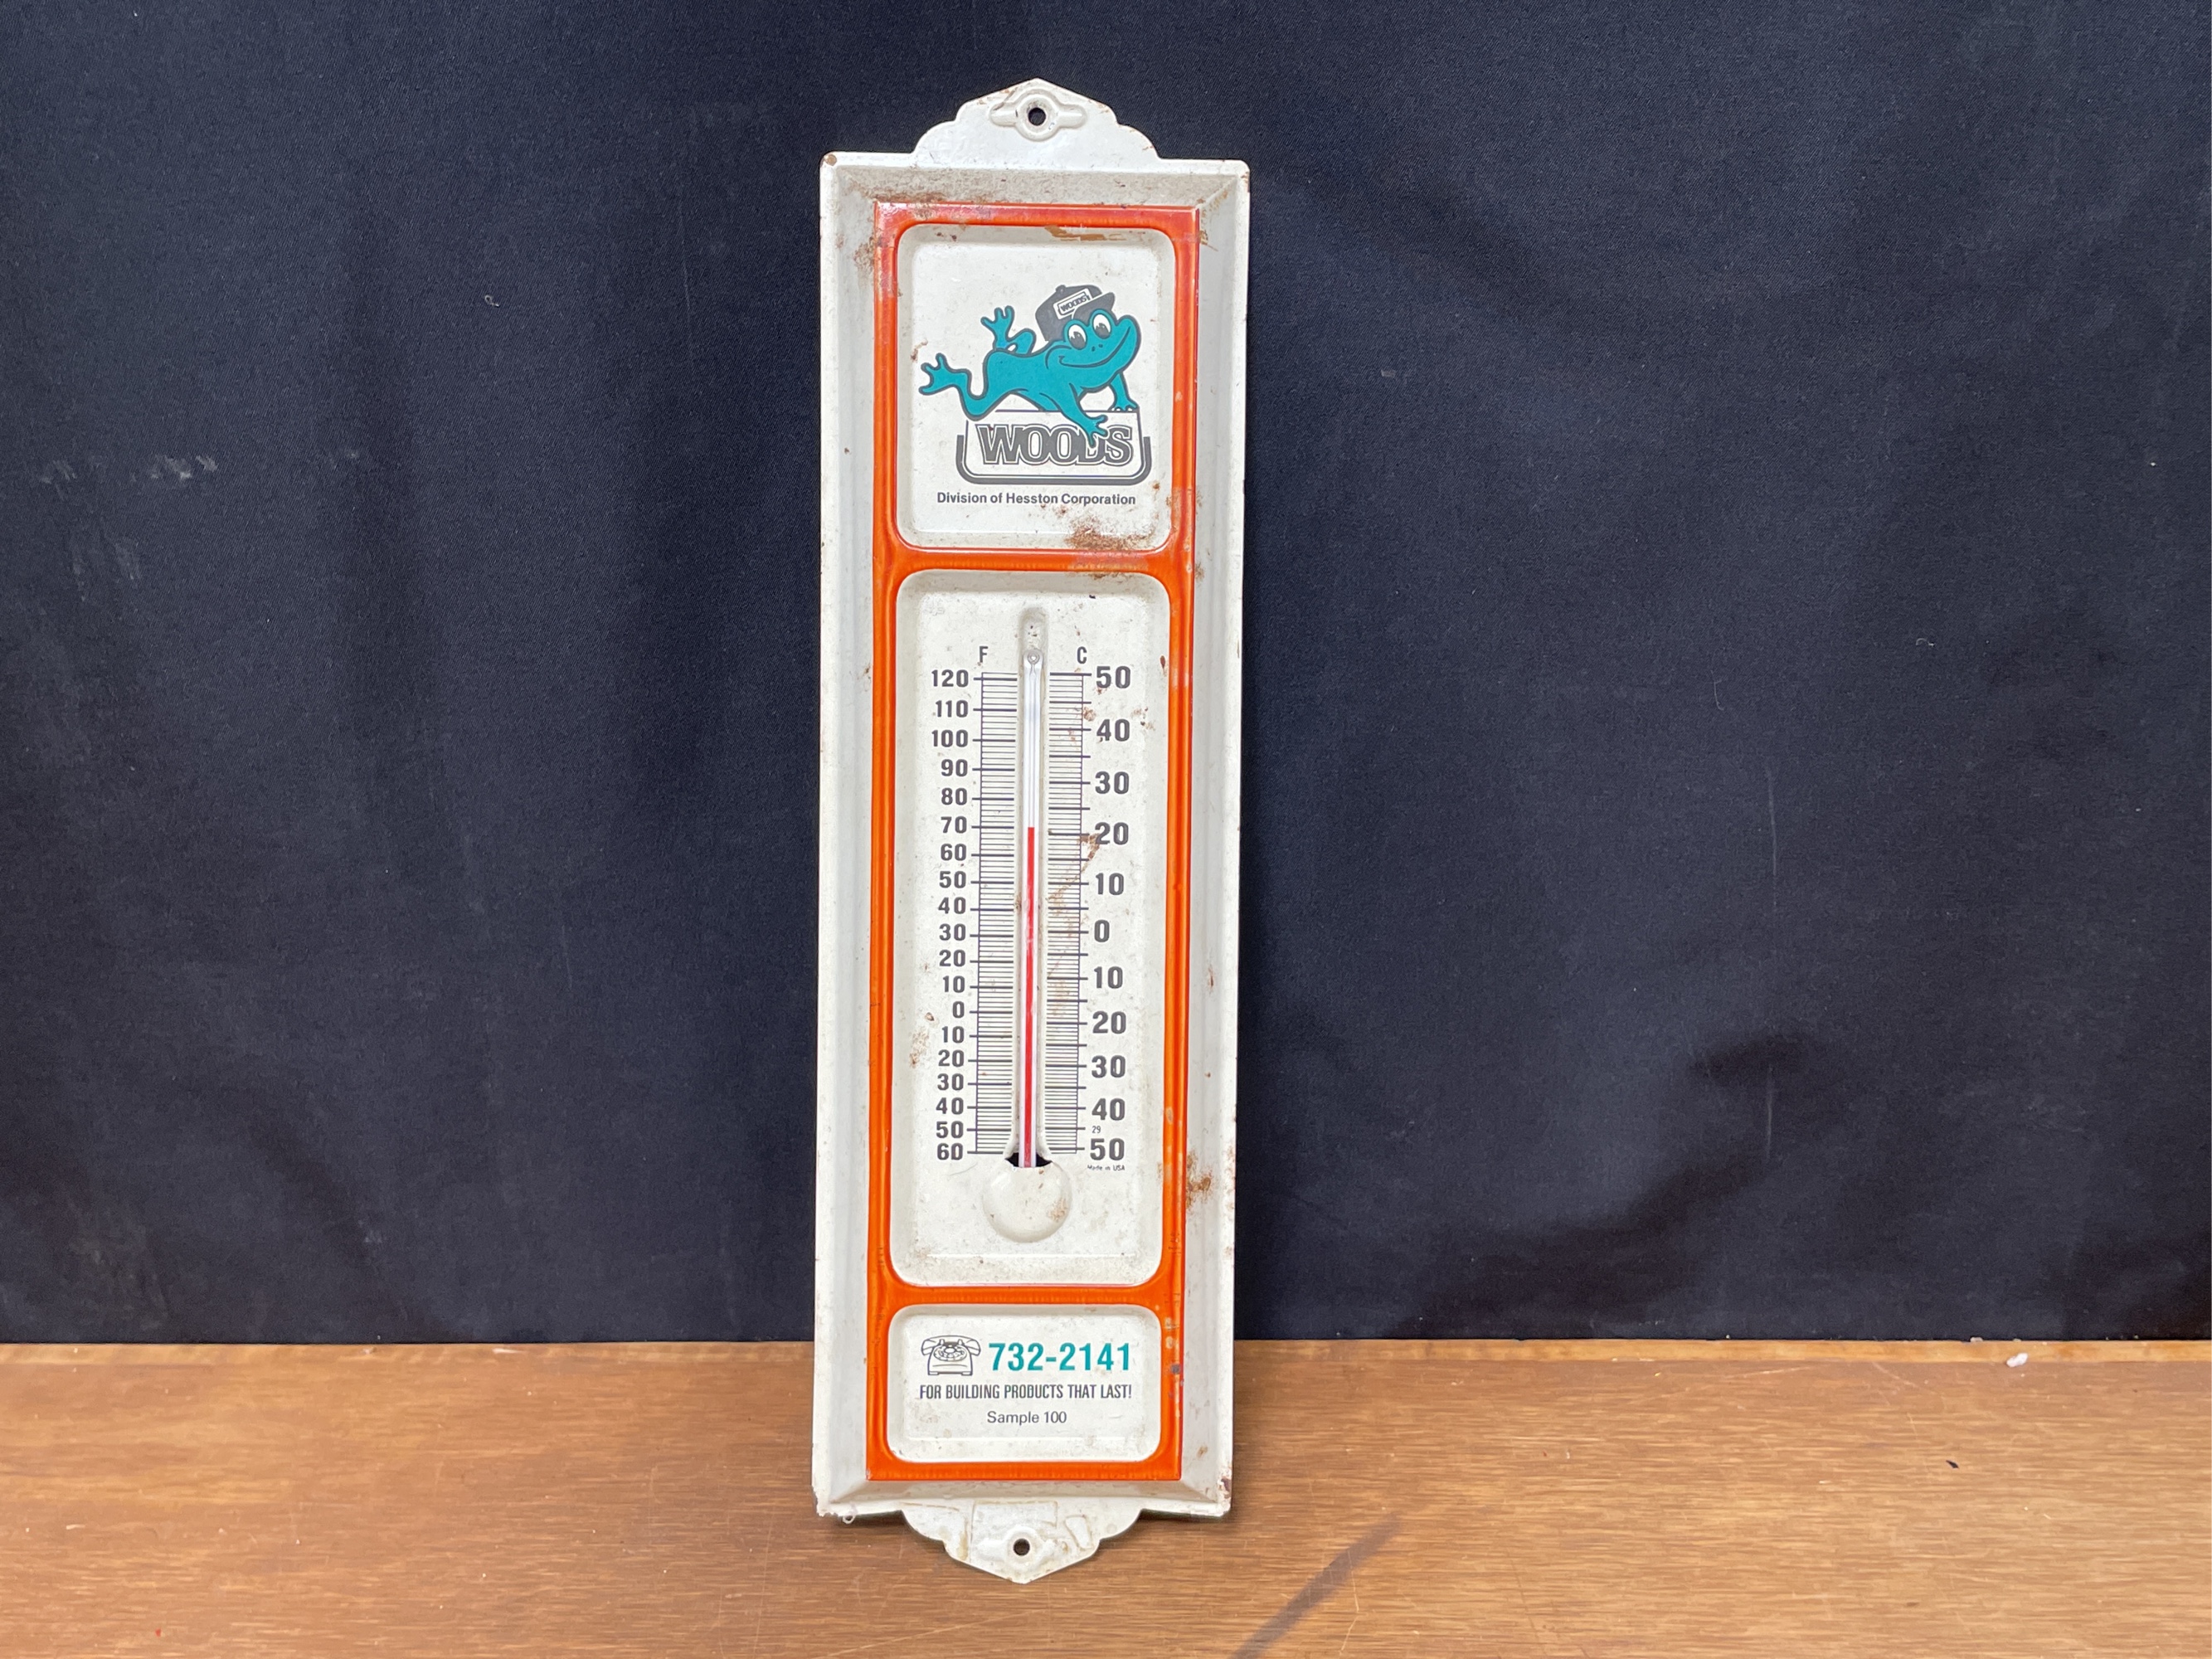 WOODS
WOODS
Division of Hesston Corporation
F C
120 50
110
100 40
90
80 30
70 20
60
50 10
40
30 0
20
10 10
0
10 20
20
30 30
40 40
50 29
60 50
Made in USA
732-2141
FOR BUILDING PRODUCTS THAT LAST!
Sample 100